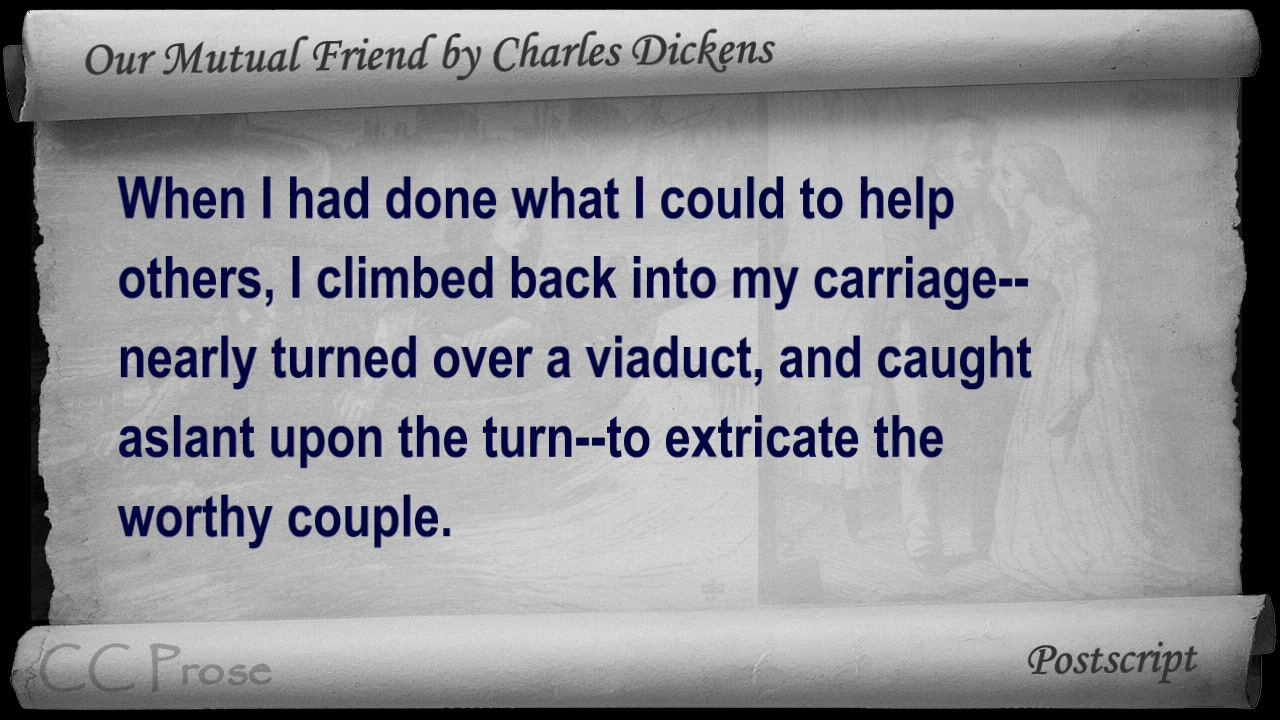 Our Mutual Friend by Charles Dickens
When I had done what I could to help
others, I climbed back into my carriage--
nearly turned over a viaduct, and caught
aslant upon the turn--to extricate the
worthy couple.
CC Prose
Postscript